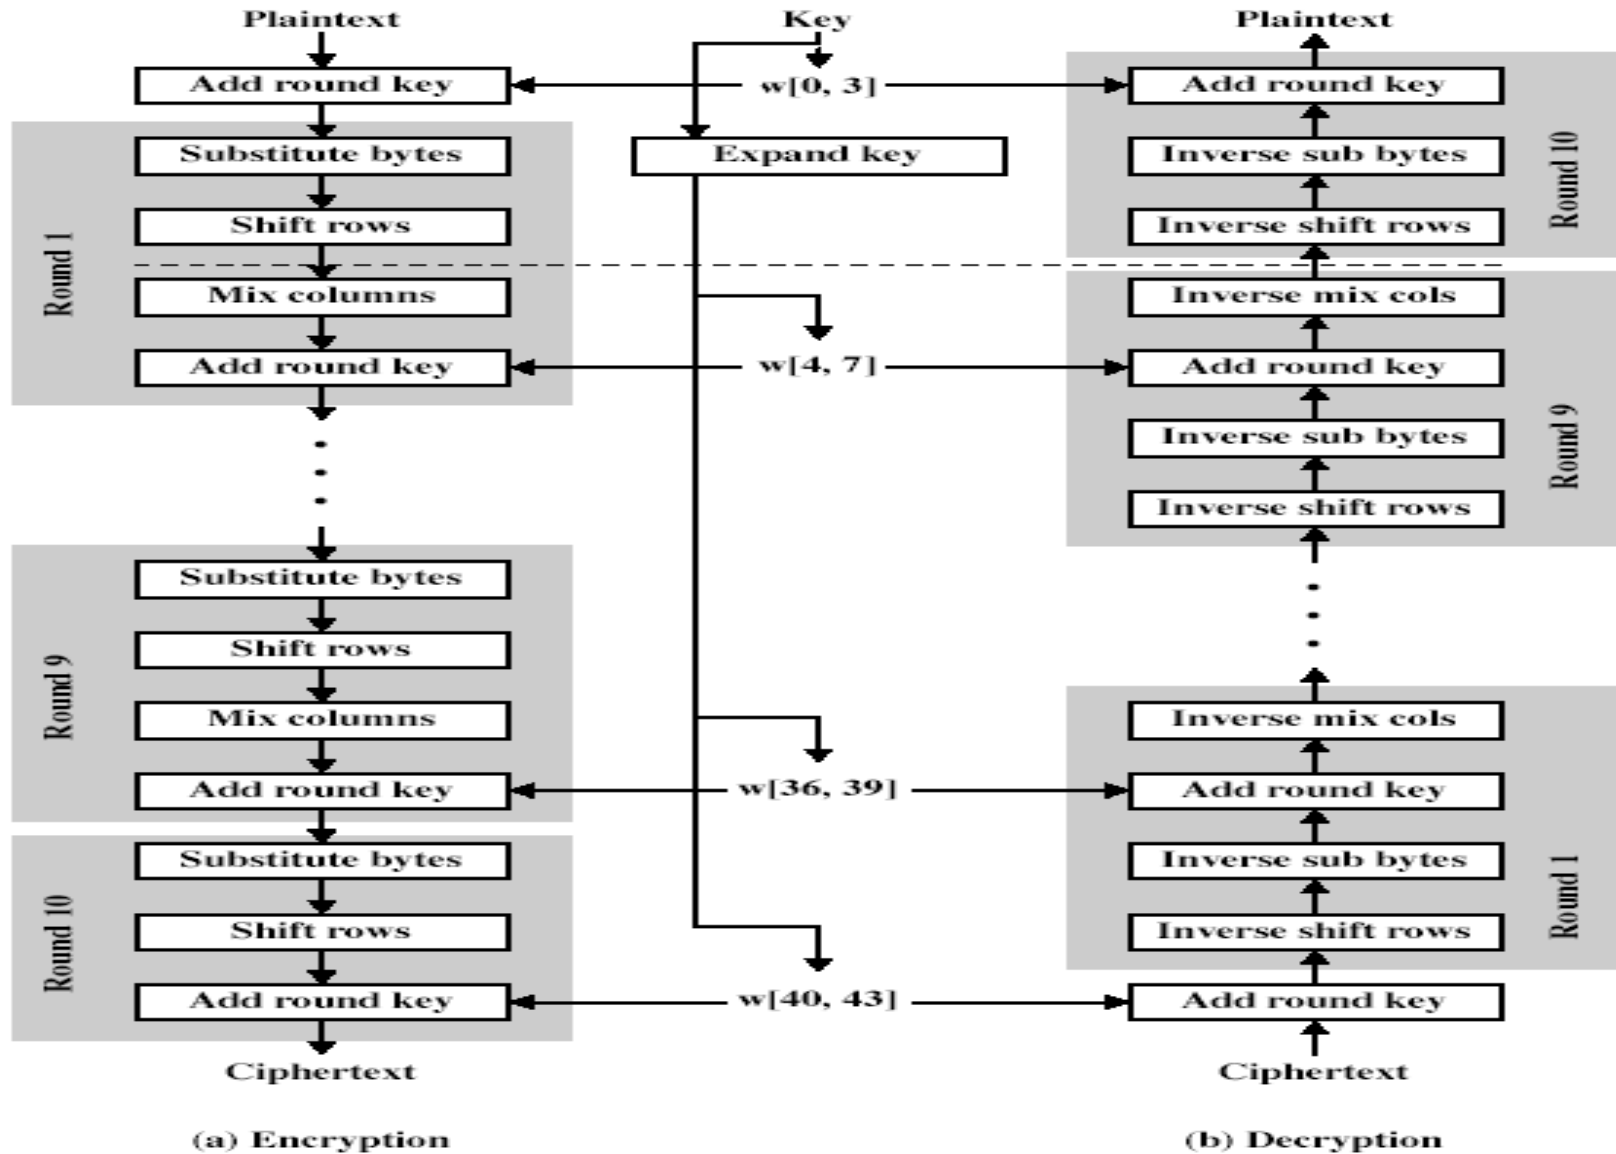 Plaintext
Add round key
Round 1
Substitute bytes
Shift rows
Mix columns
Add round key
Round 9
Substitute bytes
Shift rows
Mix columns
Add round key
Round 10
Substitute bytes
Shift rows
Add round key
Ciphertext
(a) Encryption
Key
w[0, 3]
Expand key
w[4, 7]
w[36, 39]
w[40, 43]
Plaintext
Add round key
Inverse sub bytes
Inverse shift rows
Round 10
Inverse mix cols
Add round key
Inverse sub bytes
Inverse shift rows
Round 9
Inverse mix cols
Add round key
Inverse sub bytes
Inverse shift rows
Round 1
Add round key
Ciphertext
(b) Decryption